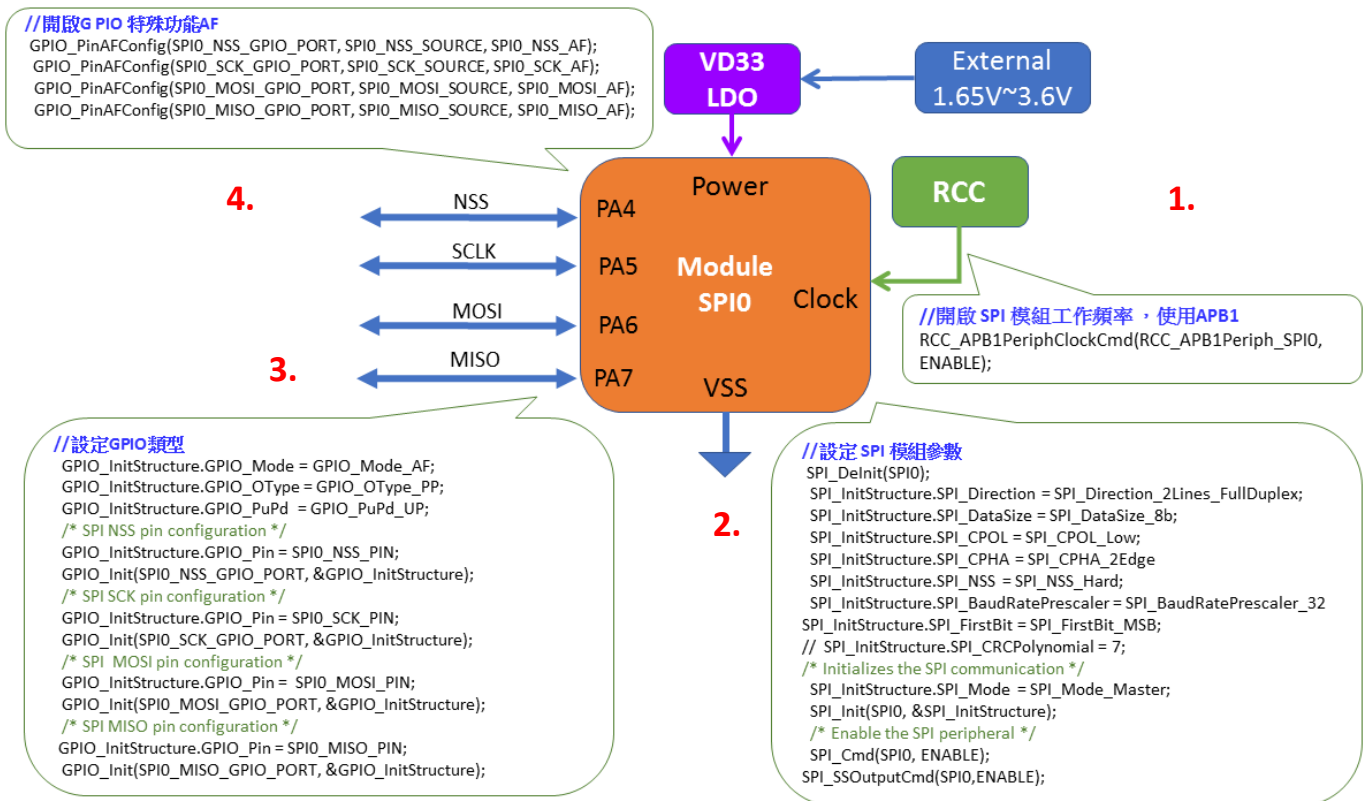 //開啟G PIO 特殊功能AF
GPIO_PinAFConfig(SPI0_NSS_GPIO_PORT, SPI0_NSS_SOURCE, SPI0_NSS_AF);
GPIO_PinAFConfig(SPI0_SCK_GPIO_PORT, SPI0_SCK_SOURCE, SPI0_SCK_AF);
GPIO_PinAFConfig(SPI0_MOSI_GPIO_PORT, SPI0_MOSI_SOURCE, SPI0_MOSI_AF);
GPIO_PinAFConfig(SPI0_MISO_GPIO_PORT, SPI0_MISO_SOURCE, SPI0_MISO_AF);
VD33
LDO
External
1.65V~3.6V
4.
NSS
SCLK
MOSI
MISO
3.
PA4
PA5
PA6
PA7
Power
Module
SPI0
Clock
VSS
RCC
1.
//開啟 SPI 模組工作頻率 ，使用APB1
RCC_APB1PeriphClockCmd(RCC_APB1Periph_SPI0,
ENABLE);
//設定GPIO類型
GPIO_InitStructure.GPIO_Mode = GPIO_Mode_AF;
GPIO_InitStructure.GPIO_OType = GPIO_OType_PP;
GPIO_InitStructure.GPIO_PuPd = GPIO_PuPd_UP;
/* SPI NSS pin configuration */
GPIO_InitStructure.GPIO_Pin = SPI0_NSS_PIN;
GPIO_Init(SPI0_NSS_GPIO_PORT, &GPIO_InitStructure);
/* SPI SCK pin configuration */
GPIO_InitStructure.GPIO_Pin = SPI0_SCK_PIN;
GPIO_Init(SPI0_SCK_GPIO_PORT, &GPIO_InitStructure);
/* SPI MOSI pin configuration */
GPIO_InitStructure.GPIO_Pin = SPI0_MOSI_PIN;
GPIO_Init(SPI0_MOSI_GPIO_PORT, &GPIO_InitStructure);
/* SPI MISO pin configuration */
GPIO_InitStructure.GPIO_Pin = SPI0_MISO_PIN;
GPIO_Init(SPI0_MISO_GPIO_PORT, &GPIO_InitStructure);
2.
//設定 SPI 模組參數
SPI_DeInit(SPI0);
SPI_InitStructure.SPI_Direction = SPI_Direction_2Lines_FullDuplex;
SPI_InitStructure.SPI_DataSize = SPI_DataSize_8b;
SPI_InitStructure.SPI_CPOL = SPI_CPOL_Low;
SPI_InitStructure.SPI_CPHA = SPI_CPHA_2Edge
SPI_InitStructure.SPI_NSS = SPI_NSS_Hard;
SPI_InitStructure.SPI_BaudRatePrescaler = SPI_BaudRatePrescaler_32
SPI_InitStructure.SPI_FirstBit = SPI_FirstBit_MSB;
// SPI_InitStructure.SPI_CRCPolynomial = 7;
/* Initializes the SPI communication */
SPI_InitStructure.SPI_Mode = SPI_Mode_Master;
SPI_Init(SPI0, &SPI_InitStructure);
/* Enable the SPI peripheral */
SPI_Cmd(SPI0, ENABLE);
SPI_SSOutputCmd(SPI0,ENABLE);